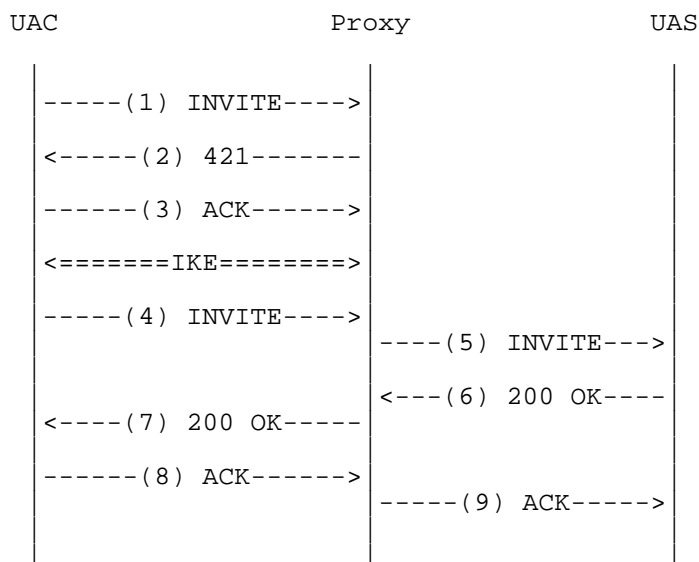 UAC Proxy UAS
-----(1) INVITE---->
<-----(2) 421-------
------(3) ACK------>
<=======IKE========>
-----(4) INVITE---->
----(5) INVITE--->
<---(6) 200 OK----
<----(7) 200 OK-----
------(8) ACK------>
-----(9) ACK----->